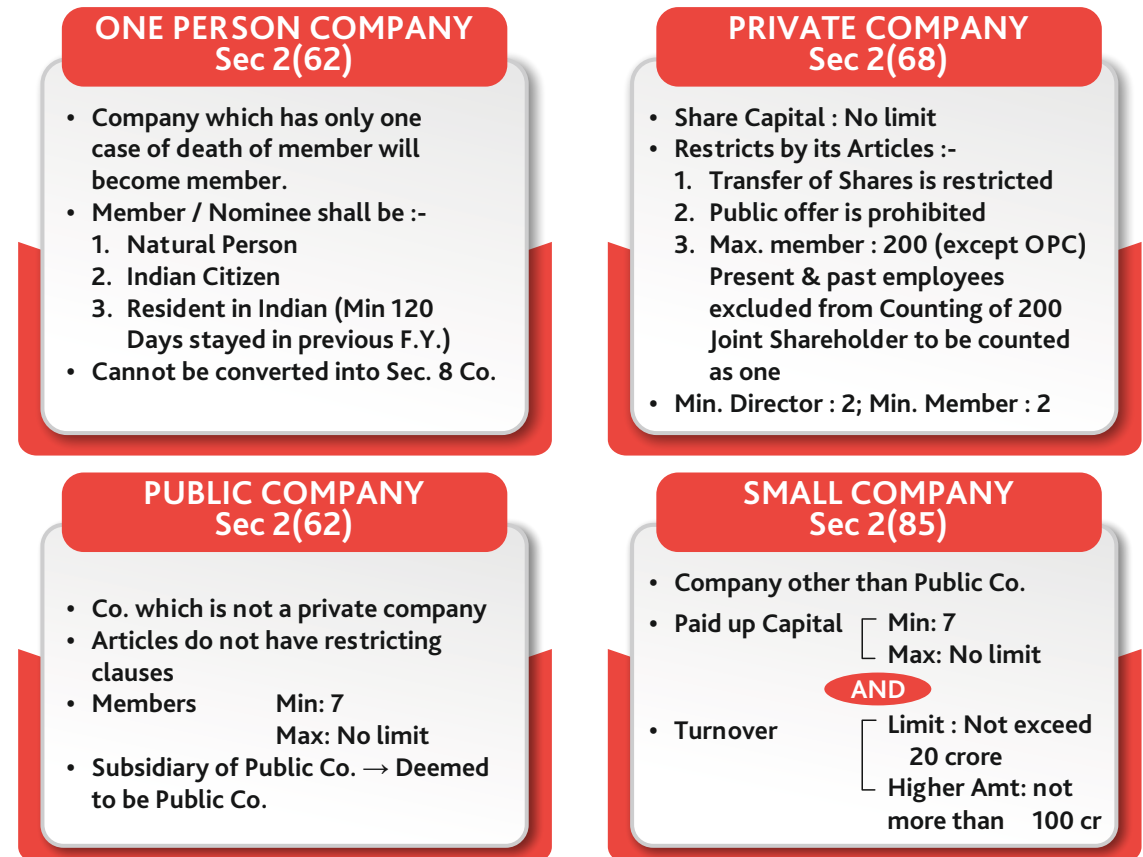 ONE PERSON COMPANY
Sec 2(62)
• Company which has only one
case of death of member will
become member.
• Member / Nominee shall be :-
1. Natural Person
2. Indian Citizen
3. Resident in Indian (Min 120
Days stayed in previous F.Y.)
• Cannot be converted into Sec. 8 Co.
PRIVATE COMPANY
Sec 2(68)
• Share Capital : No limit
• Restricts by its Articles :-
1. Transfer of Shares is restricted
2. Public offer is prohibited
3. Max. member : 200 (except OPC)
Present & past employees
excluded from Counting of 200
Joint Shareholder to be counted
as one
• Min. Director : 2; Min. Member : 2
PUBLIC COMPANY
Sec 2(62)
• Co. which is not a private company
• Articles do not have restricting
clauses
• Members Min: 7
Max: No limit
• Subsidiary of Public Co. → Deemed
to be Public Co.
SMALL COMPANY
Sec 2(85)
• Company other than Public Co.
• Paid up Capital Min: 7
Max: No limit
AND
• Turnover Limit : Not exceed
20 crore
Higher Amt: not
more than 100 cr